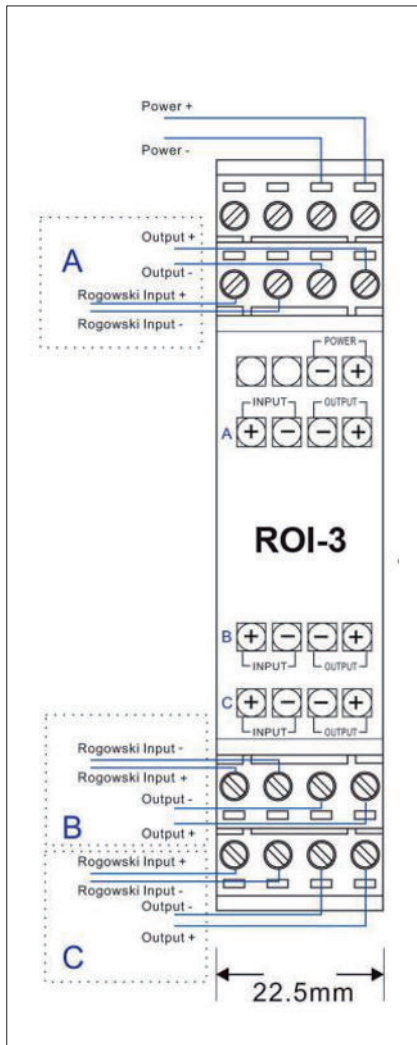 Power +
Power -
A
Output +
Output -
Rogowski Input +
Rogowski Input -
POWER
− +
INPUT OUTPUT
A + − − +
ROI-3
B + − − +
INPUT OUTPUT
C + − − +
INPUT OUTPUT
Rogowski Input -
Rogowski Input +
Output -
Output +
B
Rogowski Input +
Rogowski Input -
Output -
Output +
C
22.5mm